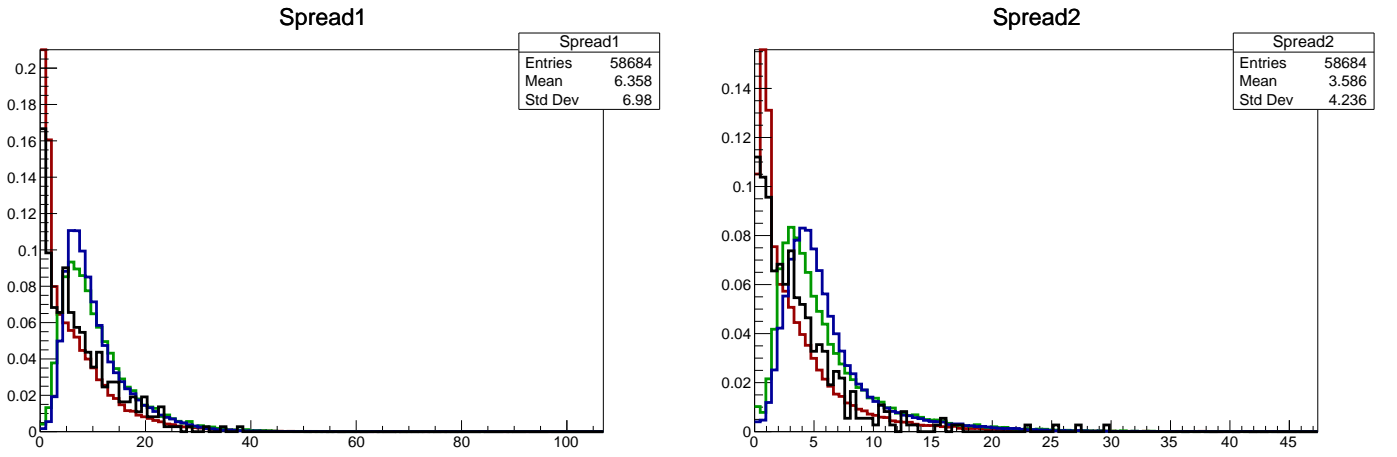 Spread1
Spread1
Entries 58684
Mean 6.358
Std Dev 6.98
0.2
0.18
0.16
0.14
0.12
0.1
0.08
0.06
0.04
0.02
0
0 20 40 60 80 100
Spread2
Spread2
Entries 58684
Mean 3.586
Std Dev 4.236
0.14
0.12
0.1
0.08
0.06
0.04
0.02
0
0 5 10 15 20 25 30 35 40 45